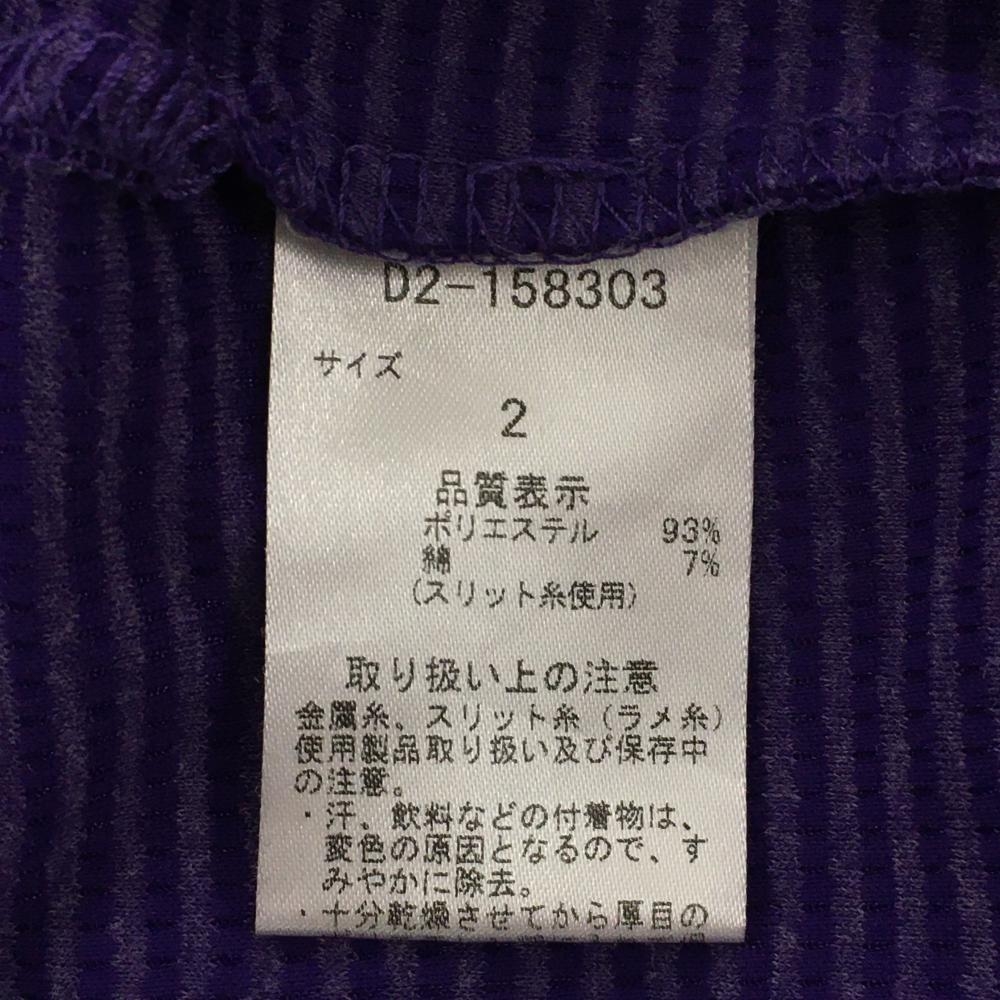 D2-158303
サイズ
2
品質表示
ポリエステル 93%
綿 7%
(スリット糸使用)
取り扱い上の注意
金属糸、スリット糸(ラメ糸)
使用製品取り扱い及び保存中
の注意。
・汗、飲料などの付着物は、
変色の原因となるので、す
みやかに除去。
・十分乾燥させてから厚目の